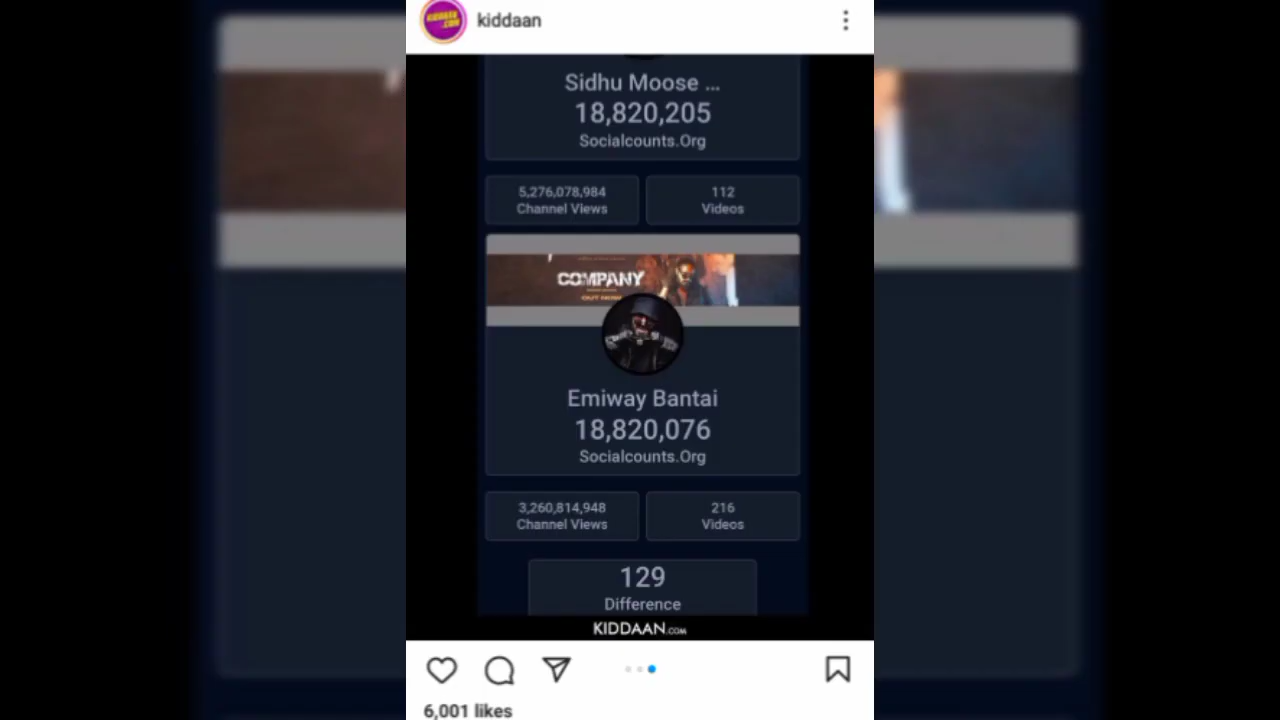 kiddaan
Sidhu Moose ...
18,820,205
Socialcounts.Org
5,276,078,984
Channel Views
112
Videos
COMPANY
OUT NOW
Emiway Bantai
18,820,076
Socialcounts.Org
3,260,814,948
Channel Views
216
Videos
129
Difference
KIDDAAN.COM
6,001 likes